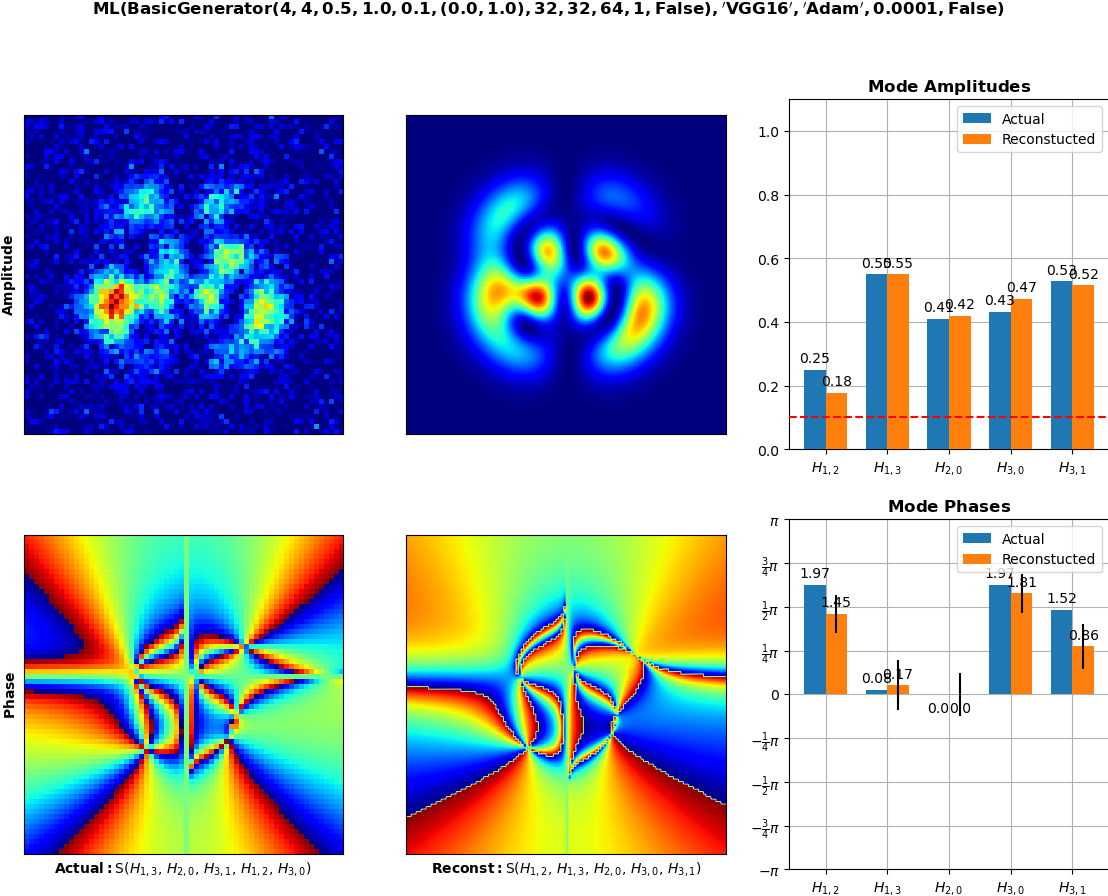 ML(BasicGenerator(4, 4, 0.5, 1.0, 0.1, (0.0, 1.0), 32, 32, 64, 1, False), ′VGG16′, ′Adam′, 0.0001, False)
Amplitude
Mode Amplitudes
Actual
Reconstucted
1.0
0.8
0.6
0.4
0.2
0.0
0.25
0.18
0.55
0.55
0.41
0.42
0.43
0.47
0.53
0.52
H1,2
H1,3
H2,0
H3,0
H3,1
Phase
Actual: S(H1,3, H2,0, H3,1, H1,2, H3,0)
Reconst: S(H1,2, H1,3, H2,0, H3,0, H3,1)
Mode Phases
Actual
Reconstucted
π
3/4π
1/2π
1/4π
0
−1/4π
−1/2π
−3/4π
−π
1.97
1.45
0.17
1.97
1.81
1.52
0.86
H1,2
H1,3
H2,0
H3,0
H3,1